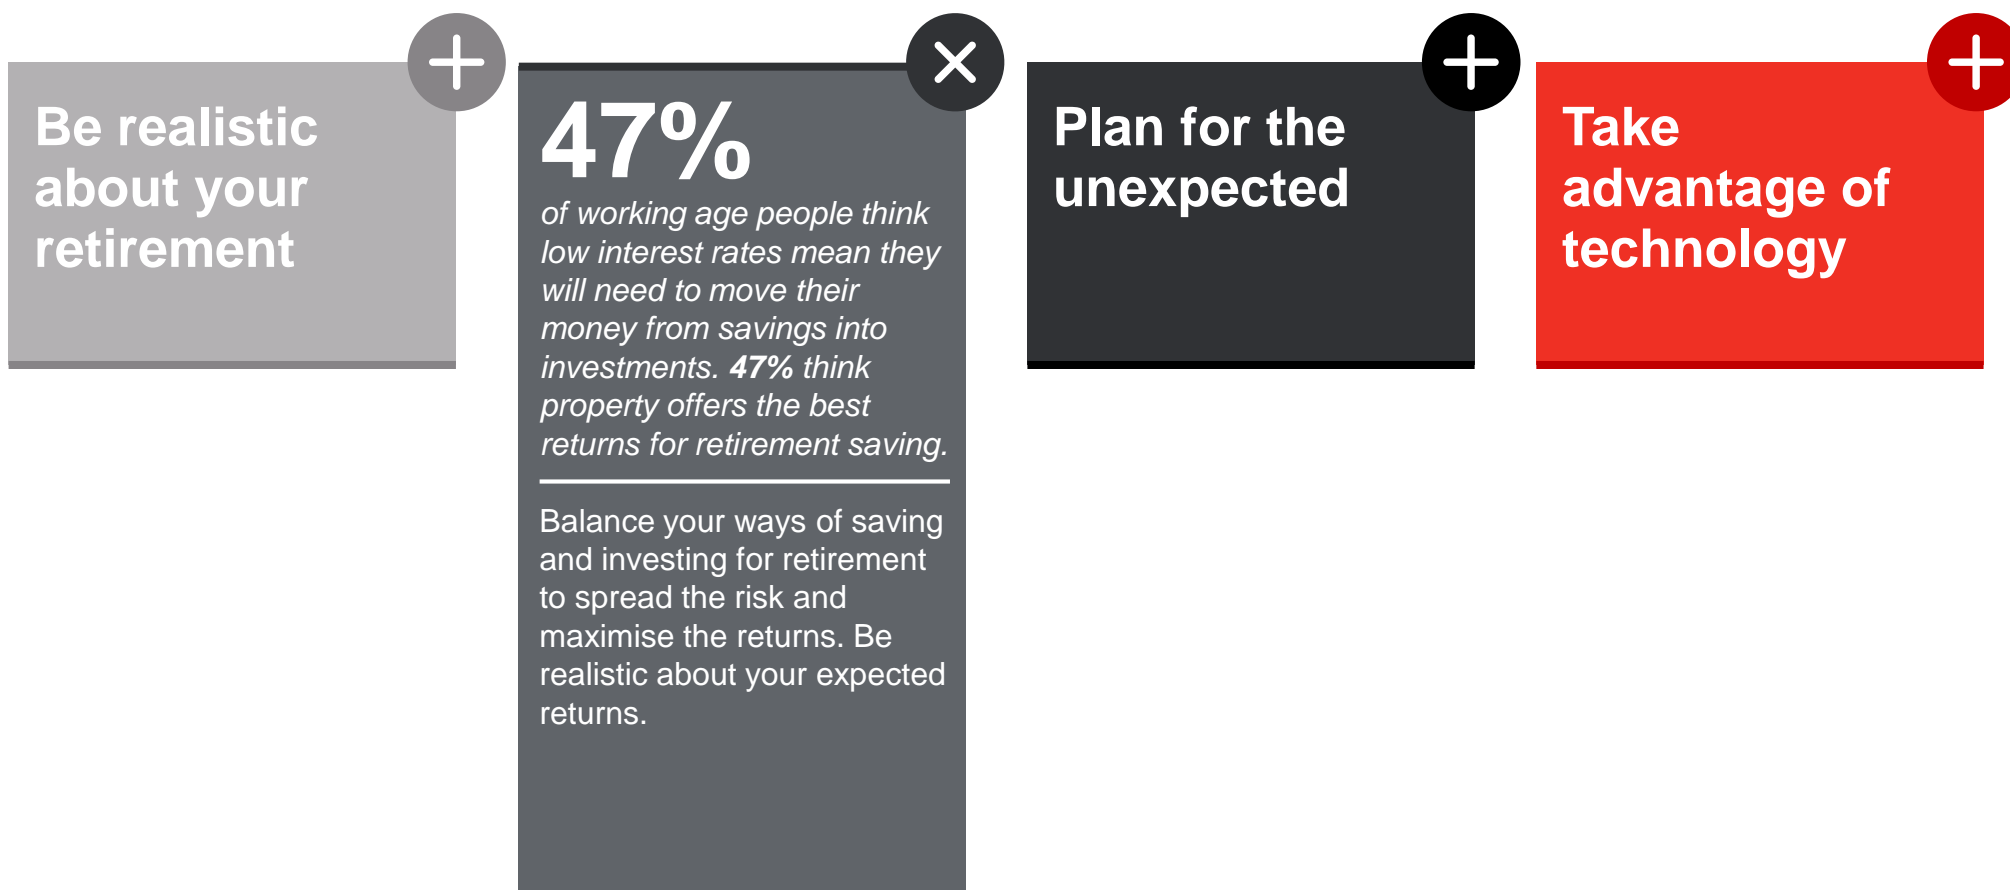 Be realistic
about your
retirement
47%
of working age people think
low interest rates mean they
will need to move their
money from savings into
investments. 47% think
property offers the best
returns for retirement saving.
Balance your ways of saving
and investing for retirement
to spread the risk and
maximise the returns. Be
realistic about your expected
returns.
Plan for the
unexpected
Take
advantage of
technology